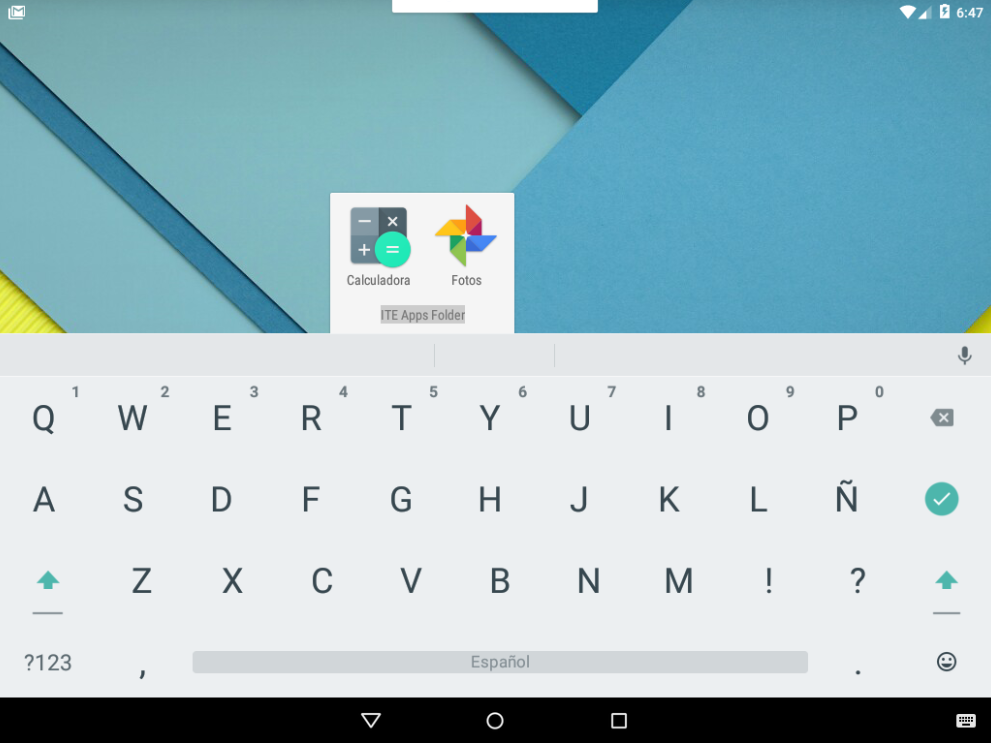 6:47
Calculadora Fotos
ITE Apps Folder
1 2 3 4 5 6 7 8 9 0
Q W E R T Y U I O P
A S D F G H J K L Ñ
Z X C V B N M ! ?
?123 , Español .